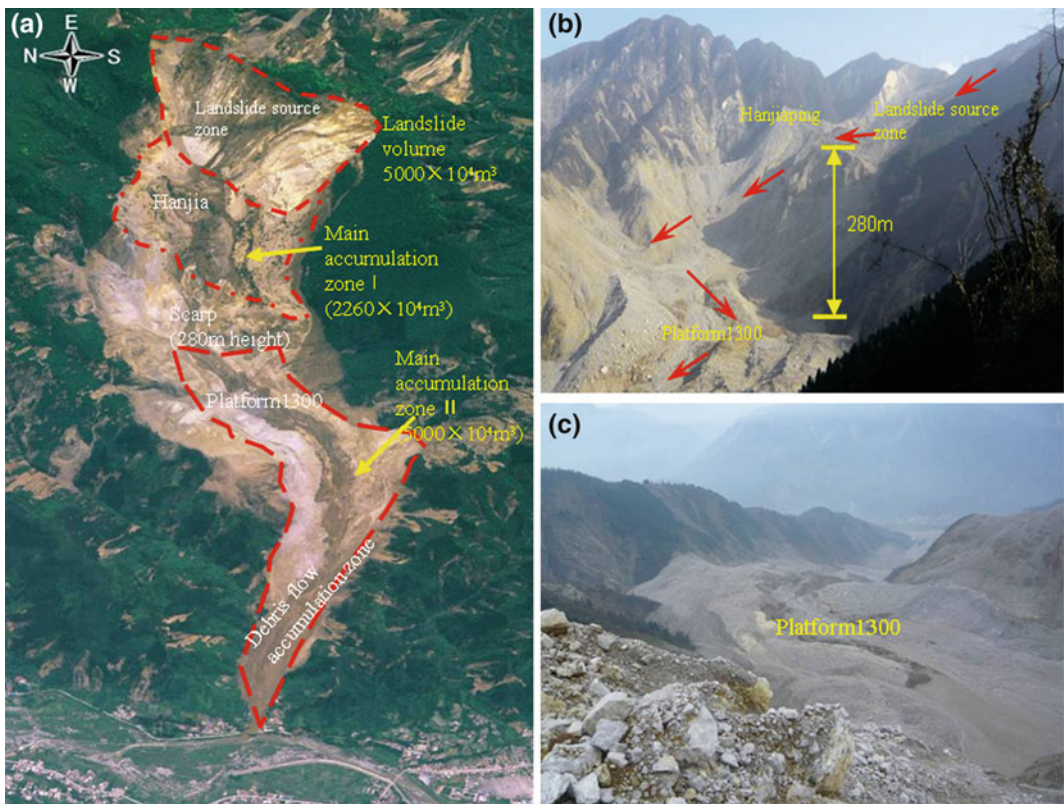 (a)
E
N S
W
Landslide source
zone
Landslide
volume
5000×10⁴m³
Hanjia
Main
accumulation
zone Ⅰ
(2260×10⁴m³)
Scarp
(280m height)
Platform1300
Main
accumulation
zone Ⅱ
5000×10⁴m³)
Debris flow
accumulation zone
(b)
Hanjiaping
Landslide source
zone
280m
Platform1300
(c)
Platform1300